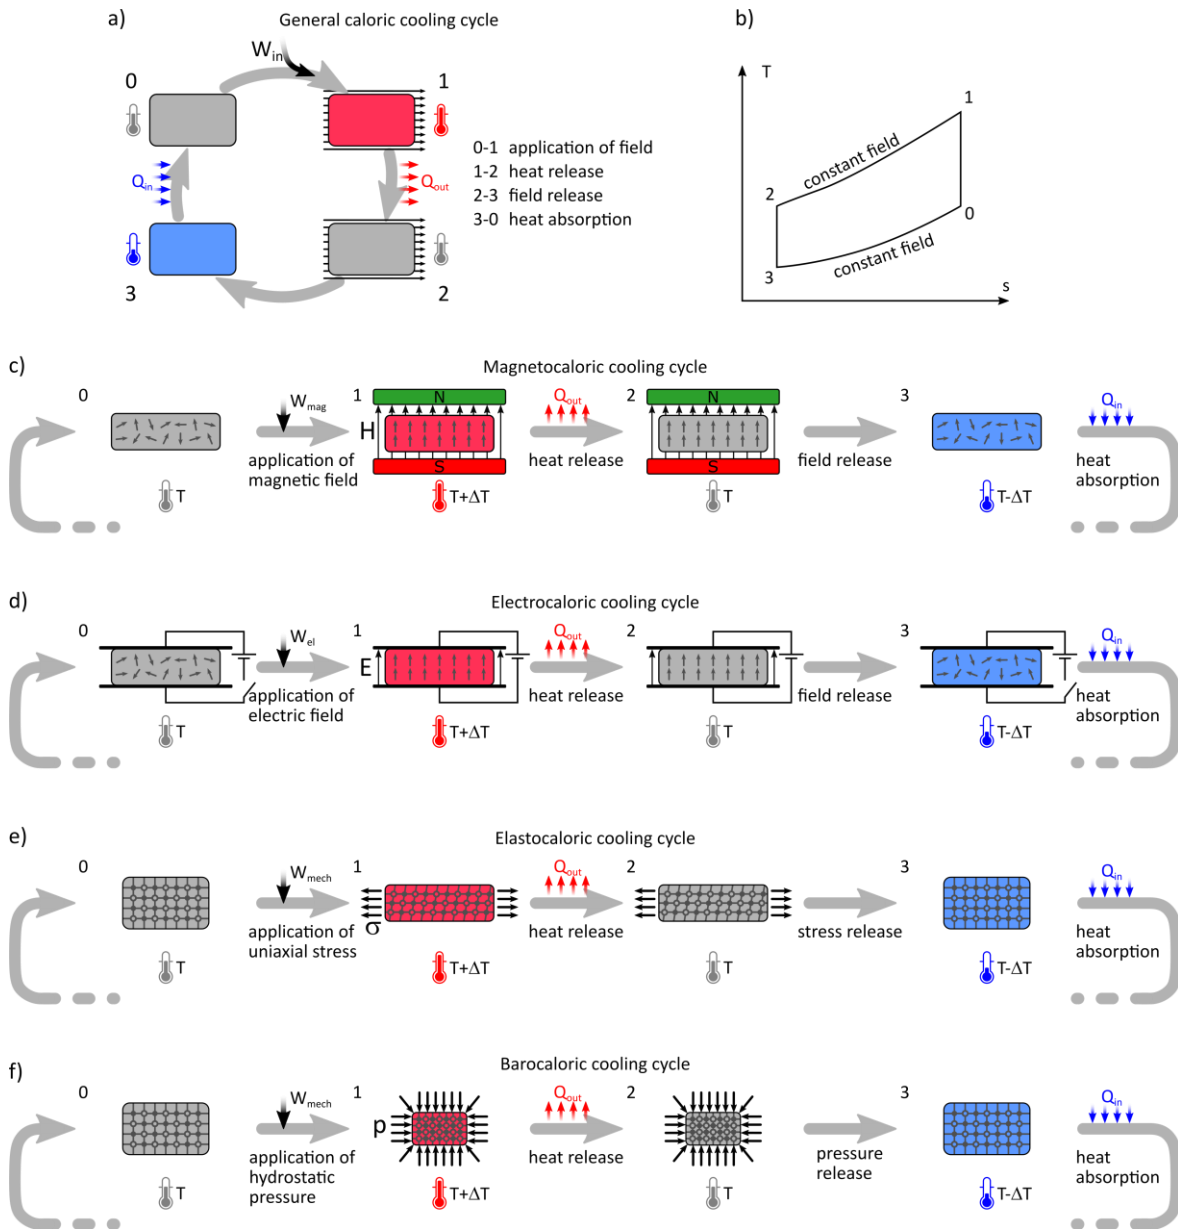 a)
General caloric cooling cycle
W_in
0
1
Q_in
Q_out
3
2
0-1 application of field
1-2 heat release
2-3 field release
3-0 heat absorption
b)
T
1
constant field
2
0
constant field
3
s
c)
Magnetocaloric cooling cycle
0
W_mag
application of
magnetic field
T
1
N
H
S
T+ΔT
Q_out
heat release
2
N
S
T
field release
3
T-ΔT
Q_in
heat
absorption
d)
Electrocaloric cooling cycle
0
W_el
application of
electric field
T
1
E
T+ΔT
Q_out
heat release
2
T
field release
3
T-ΔT
Q_in
heat
absorption
e)
Elastocaloric cooling cycle
0
W_mech
application of
uniaxial stress
T
1
σ
T+ΔT
Q_out
heat release
2
T
stress release
3
T-ΔT
Q_in
heat
absorption
f)
Barocaloric cooling cycle
0
W_mech
application of
hydrostatic
pressure
T
1
p
T+ΔT
Q_out
heat release
2
T
pressure
release
3
T-ΔT
Q_in
heat
absorption